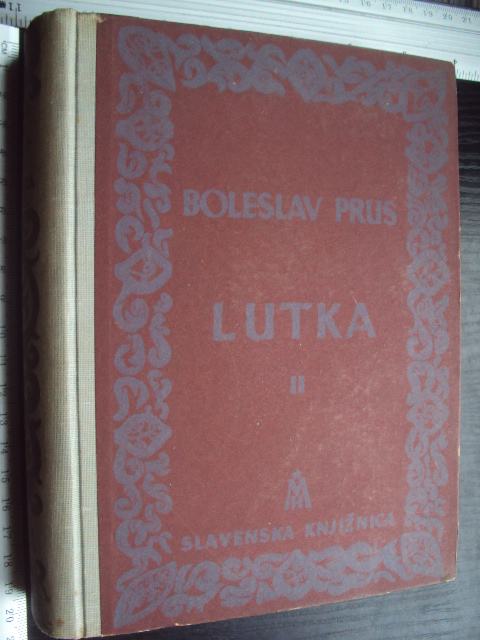 BOLESLAV PRUS
LUTKA
II
SLAVENSKA KNJIŽNICA